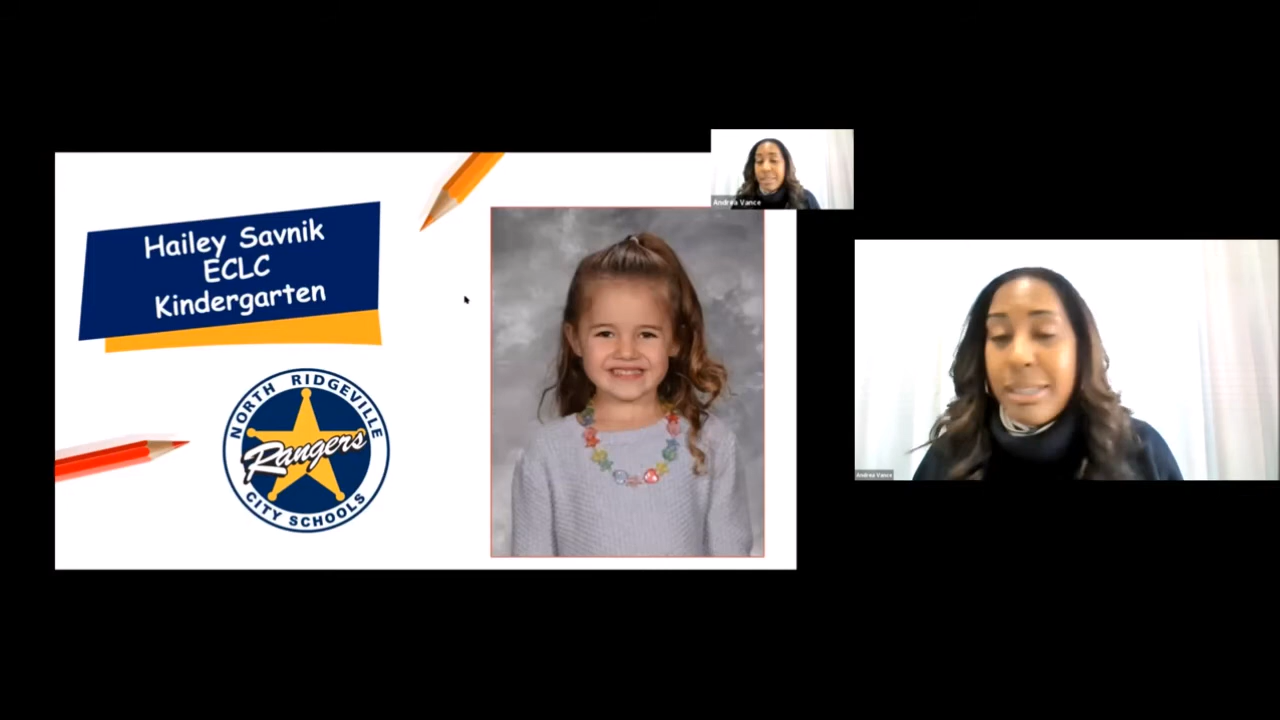 Hailey Savnik
ECLC
Kindergarten
NORTH RIDGEVILLE
Rangers
CITY SCHOOLS
Andrea Vance
Andrea Vance